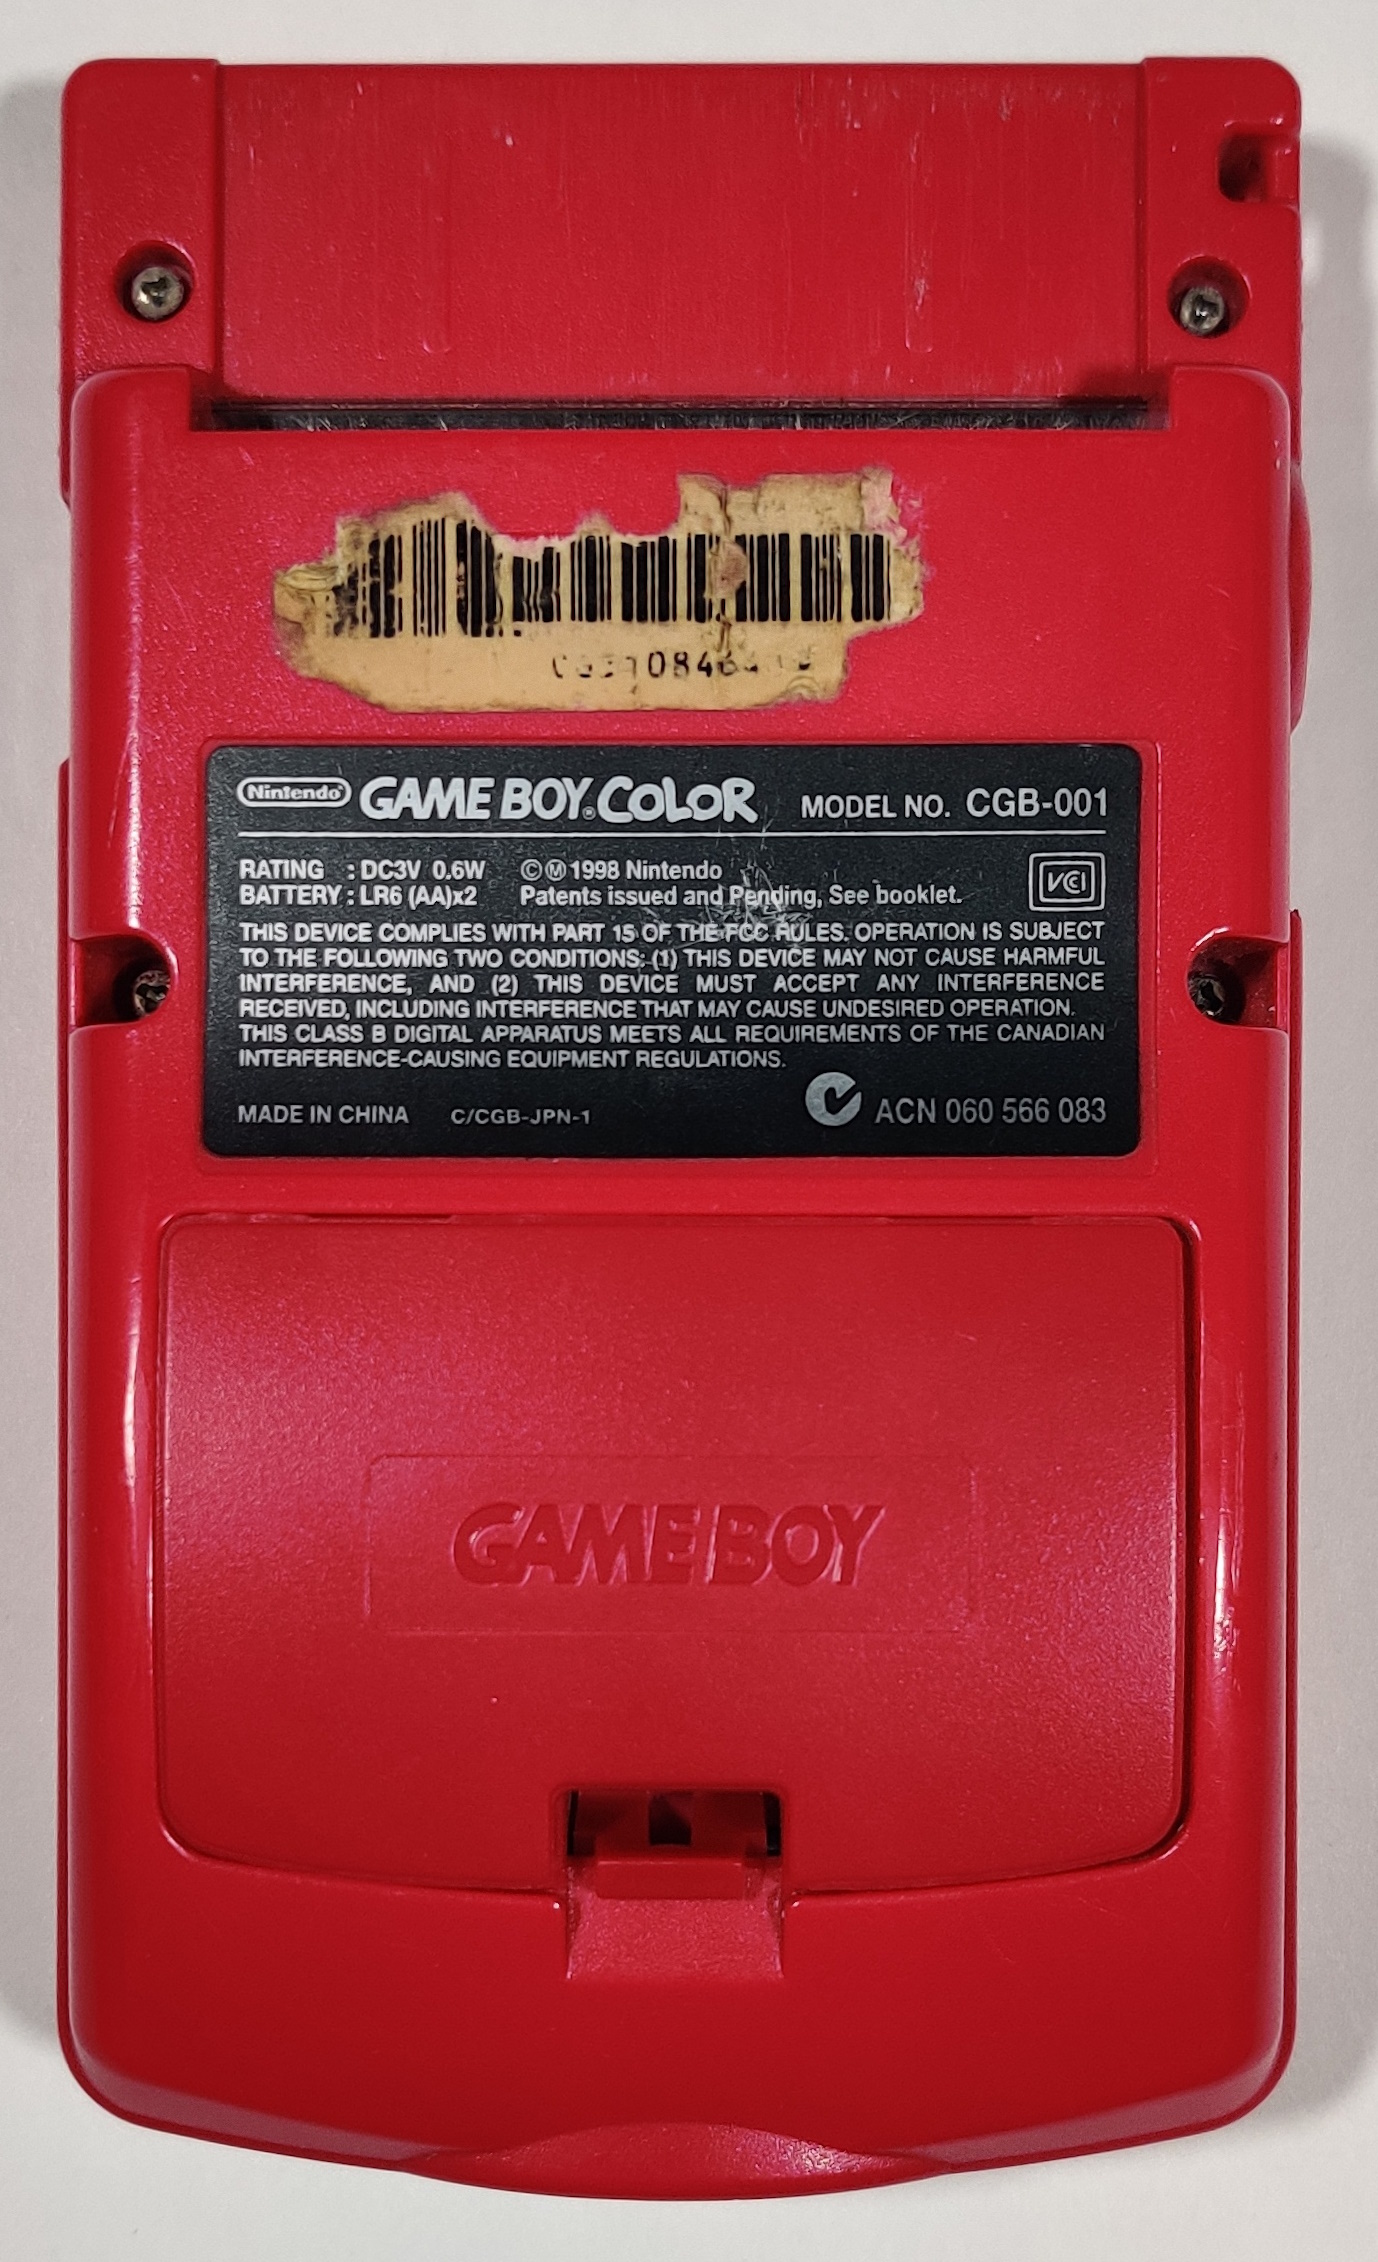 Nintendo GAME BOY® COLOR MODEL NO. CGB-001
RATING : DC3V 0.6W ©Ⓜ1998 Nintendo
BATTERY : LR6 (AA)x2 Patents issued and Pending, See booklet.
VCI
THIS DEVICE COMPLIES WITH PART 15 OF THE FCC RULES. OPERATION IS SUBJECT
TO THE FOLLOWING TWO CONDITIONS: (1) THIS DEVICE MAY NOT CAUSE HARMFUL
INTERFERENCE, AND (2) THIS DEVICE MUST ACCEPT ANY INTERFERENCE
RECEIVED, INCLUDING INTERFERENCE THAT MAY CAUSE UNDESIRED OPERATION.
THIS CLASS B DIGITAL APPARATUS MEETS ALL REQUIREMENTS OF THE CANADIAN
INTERFERENCE-CAUSING EQUIPMENT REGULATIONS.
MADE IN CHINA C/CGB-JPN-1 ACN 060 566 083
GAME BOY